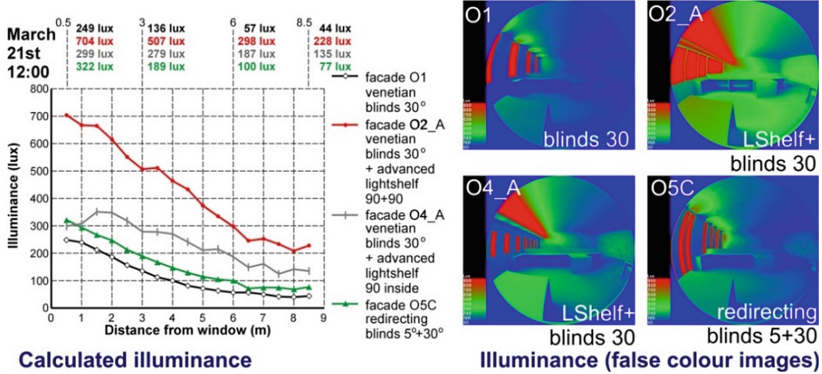 March
21st
12:00
0.5 3 6 8.5
249 lux 136 lux 57 lux 44 lux
704 lux 507 lux 298 lux 228 lux
299 lux 279 lux 187 lux 135 lux
322 lux 189 lux 100 lux 77 lux
800
700
600
500
400
300
200
100
0
Illuminance (lux)
0 1 2 3 4 5 6 7 8 9
Distance from window (m)
facade O1
venetian
blinds 30°
facade O2_A
venetian
blinds 30°
+ advanced
lightshelf
90+90
facade O4_A
venetian
blinds 30°
+ advanced
lightshelf
90 inside
facade O5C
redirecting
blinds 5°+30°
Calculated illuminance
O1
blinds 30
O2_A
LShelf+
blinds 30
O4_A
LShelf+
blinds 30
O5C
redirecting
blinds 5+30
Illuminance (false colour images)